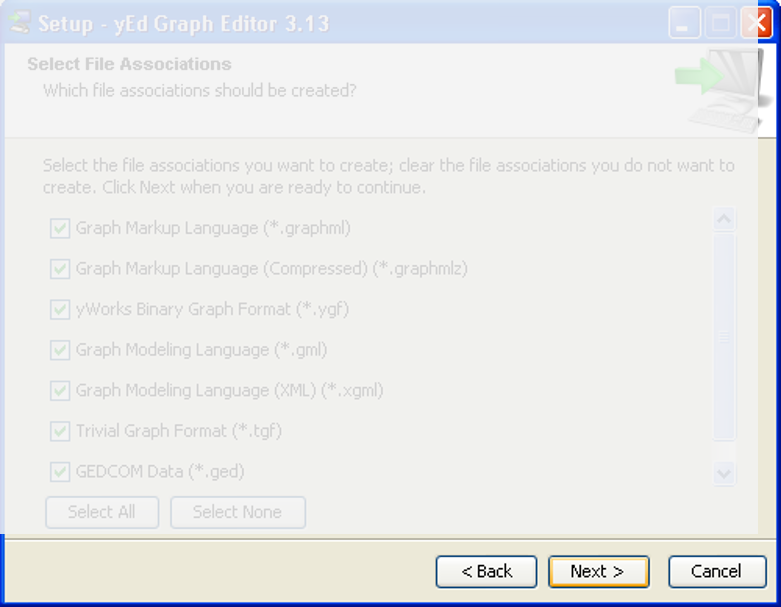 Setup - yEd Graph Editor 3.13
Select File Associations
Which file associations should be created?
Select the file associations you want to create; clear the file associations you do not want to
create. Click Next when you are ready to continue.
Graph Markup Language (*.graphml)
Graph Markup Language (Compressed) (*.graphmlz)
yWorks Binary Graph Format (*.ygf)
Graph Modeling Language (*.gml)
Graph Modeling Language (XML) (*.xgml)
Trivial Graph Format (*.tgf)
GEDCOM Data (*.ged)
Select All Select None
< Back Next > Cancel